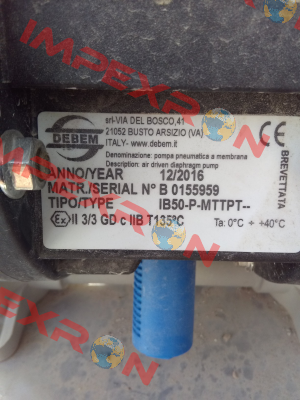 DEBEM
srl-VIA DEL BOSCO,41
21052 BUSTO ARSIZIO (VA)
ITALY- www.debem.it
Denominazione: pompa pneumatica a membrana
Description: air driven diaphragm pump
ANNO/YEAR 12/2016
MATR./SERIAL N° B 0155959
TIPO/TYPE IB50-P-MTTPT--
Ex II 3/3 GD c IIB T135°C Ta: 0°C ÷ +40°C
CE
BREVETTATA
IMPEXRON